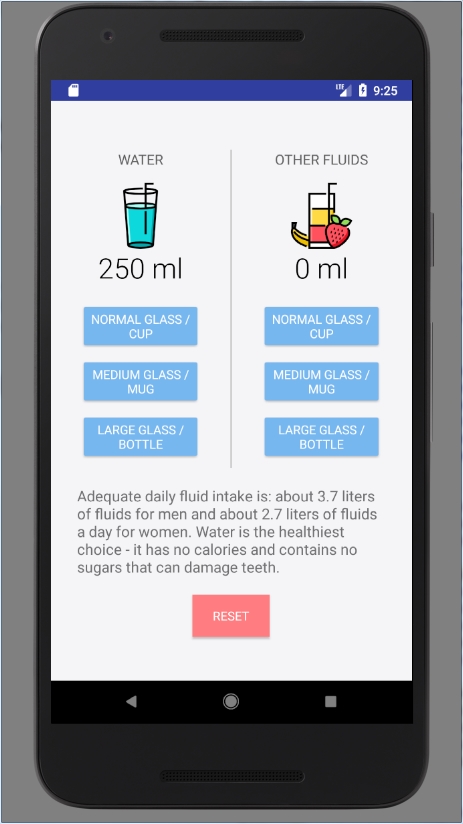 LTE 9:25
WATER
250 ml
NORMAL GLASS /
CUP
MEDIUM GLASS /
MUG
LARGE GLASS /
BOTTLE
OTHER FLUIDS
0 ml
NORMAL GLASS /
CUP
MEDIUM GLASS /
MUG
LARGE GLASS /
BOTTLE
Adequate daily fluid intake is: about 3.7 liters
of fluids for men and about 2.7 liters of fluids
a day for women. Water is the healthiest
choice - it has no calories and contains no
sugars that can damage teeth.
RESET